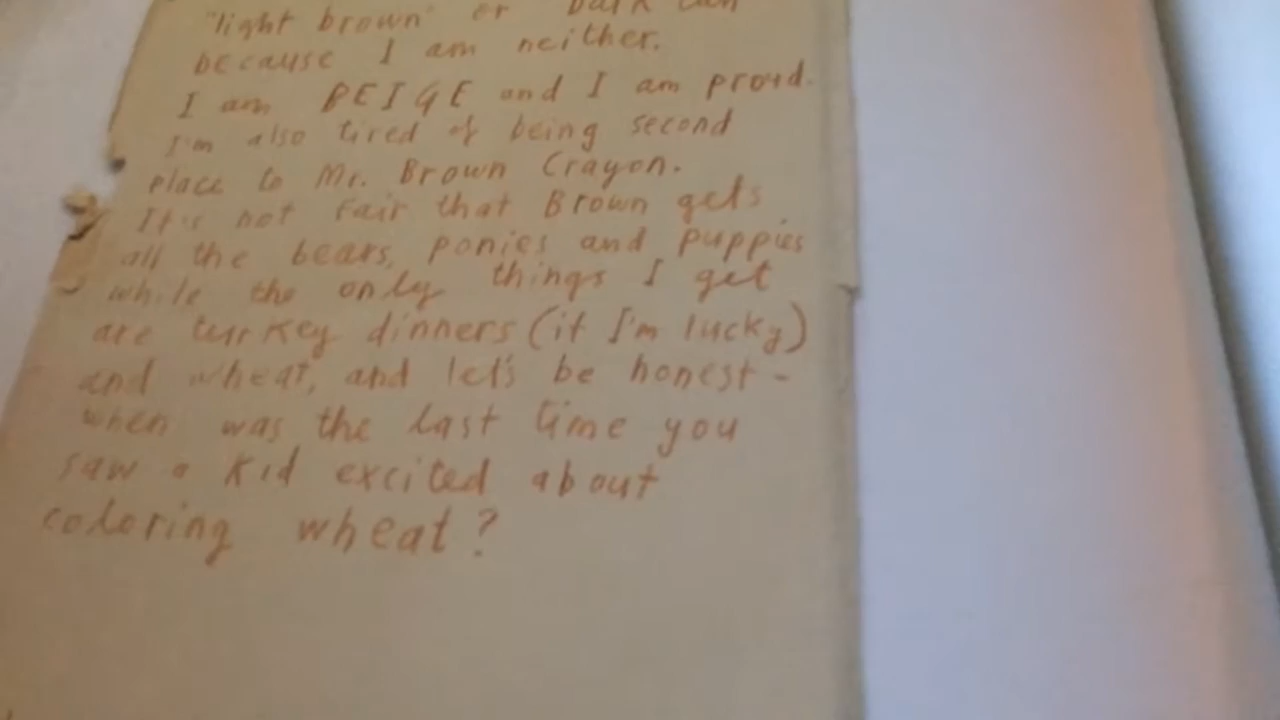 "light brown" or "dark tan"
because I am neither.
I am BEIGE and I am proud.
I'm also tired of being second
place to Mr. Brown Crayon.
It's not fair that Brown gets
all the bears, ponies and puppies
while the only things I get
are turkey dinners (if I'm lucky)
and wheat, and let's be honest -
when was the last time you
saw a kid excited about
coloring wheat?